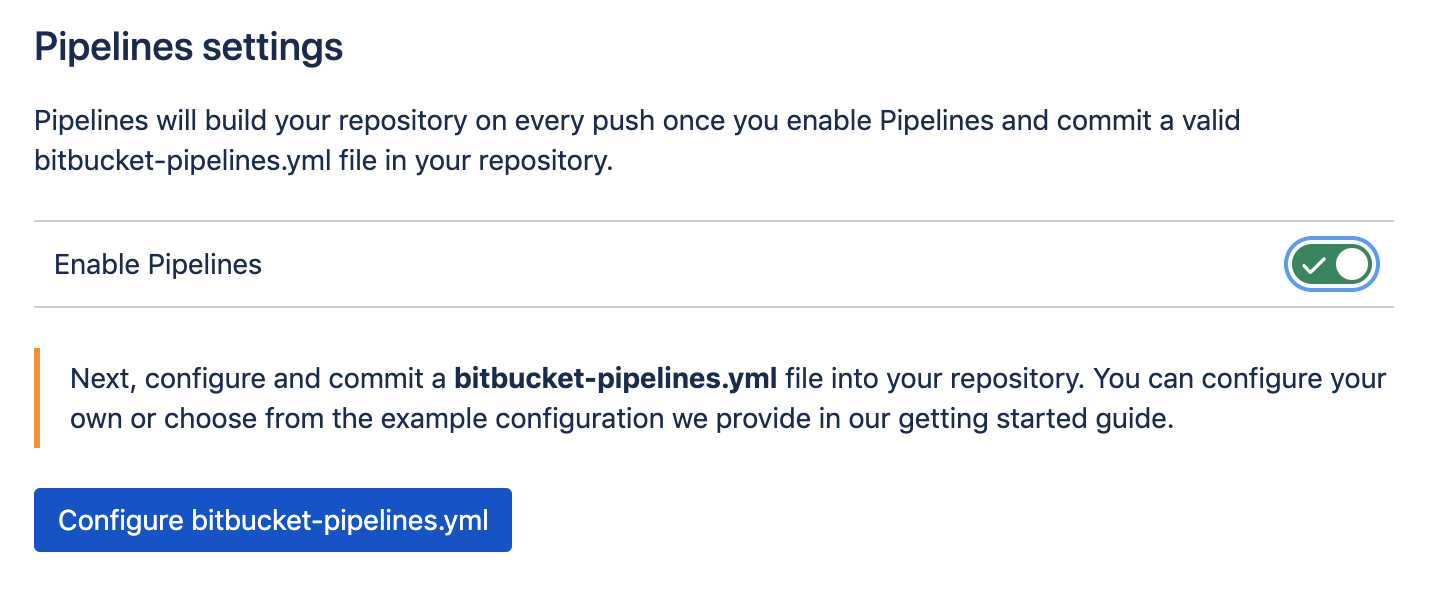 Pipelines settings
Pipelines will build your repository on every push once you enable Pipelines and commit a valid
bitbucket-pipelines.yml file in your repository.
Enable Pipelines
Next, configure and commit a bitbucket-pipelines.yml file into your repository. You can configure your
own or choose from the example configuration we provide in our getting started guide.
Configure bitbucket-pipelines.yml